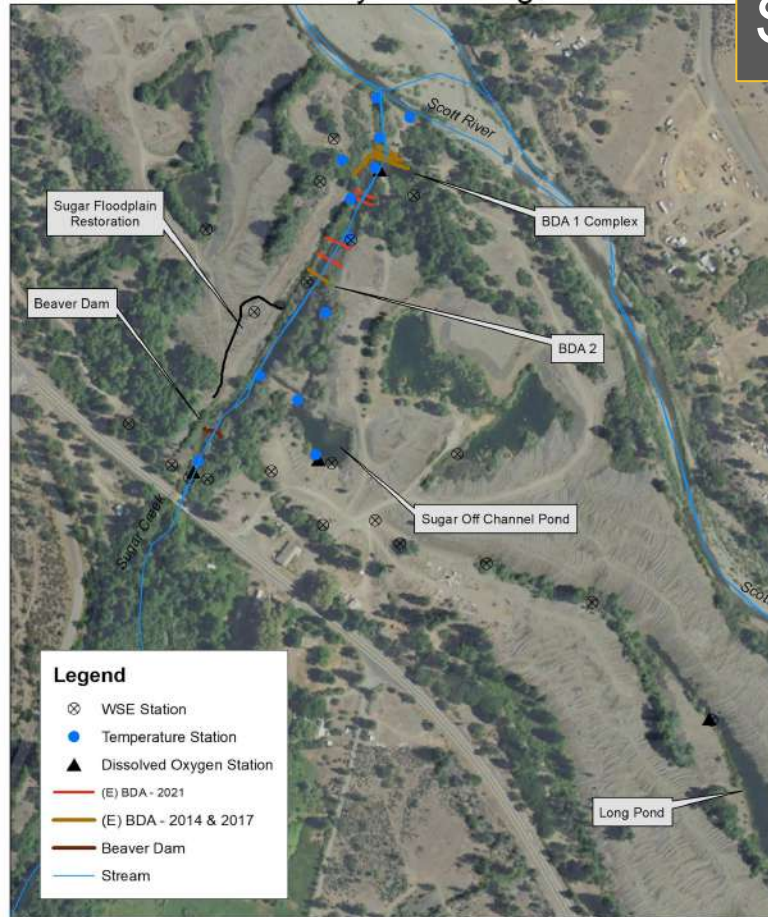 Scott River
Sugar Floodplain
Restoration
BDA 1 Complex
Beaver Dam
BDA 2
Sugar Off Channel Pond
Sugar Creek
Long Pond
Legend
WSE Station
Temperature Station
Dissolved Oxygen Station
(E) BDA - 2021
(E) BDA - 2014 & 2017
Beaver Dam
Stream